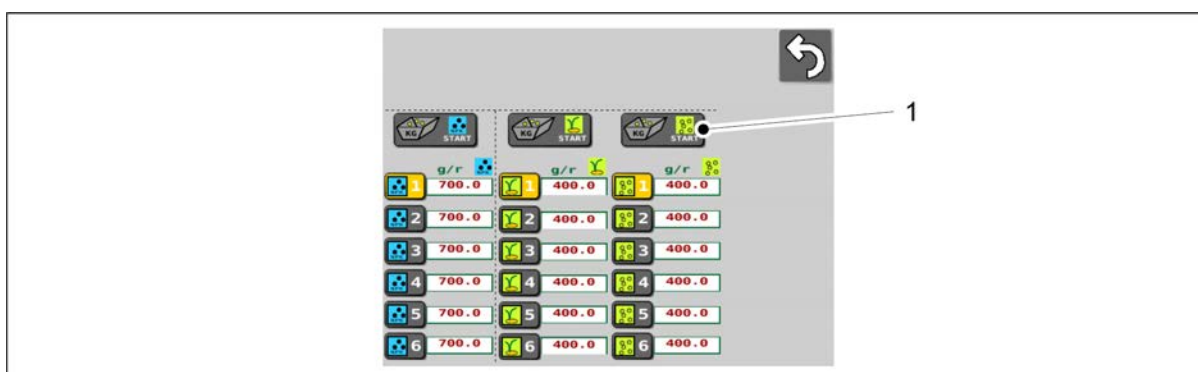 1
KG START KG START KG START
g/r g/r g/r
1 700.0 1 400.0 1 400.0
2 700.0 2 400.0 2 400.0
3 700.0 3 400.0 3 400.0
4 700.0 4 400.0 4 400.0
5 700.0 5 400.0 5 400.0
6 700.0 6 400.0 6 400.0